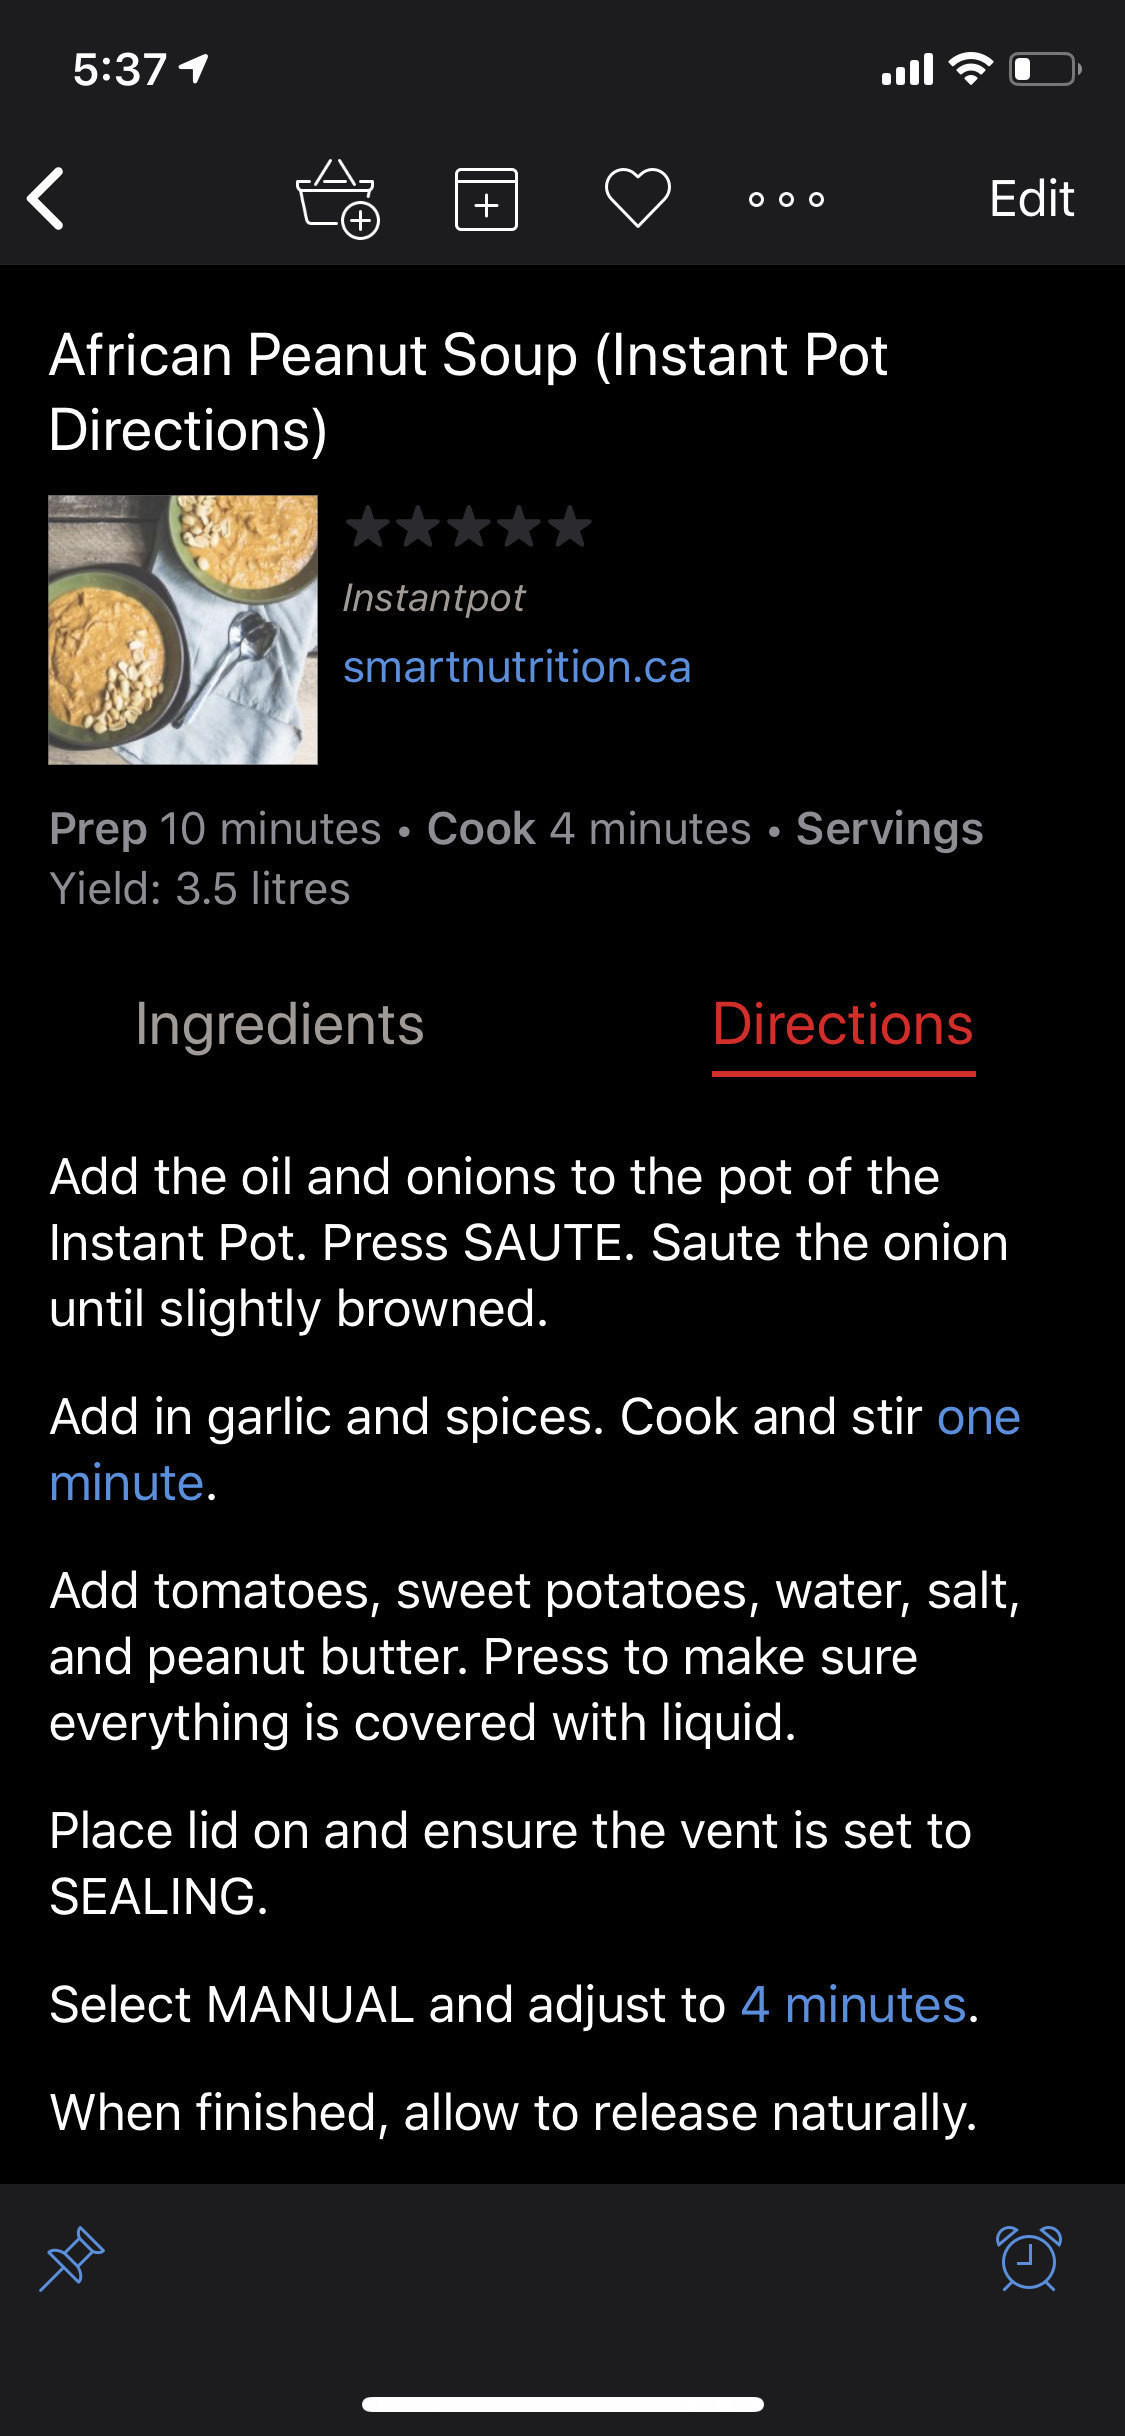 5:37
Edit
African Peanut Soup (Instant Pot
Directions)
Instantpot
smartnutrition.ca
Prep 10 minutes • Cook 4 minutes • Servings
Yield: 3.5 litres
Ingredients
Directions
Add the oil and onions to the pot of the
Instant Pot. Press SAUTE. Saute the onion
until slightly browned.
Add in garlic and spices. Cook and stir one
minute.
Add tomatoes, sweet potatoes, water, salt,
and peanut butter. Press to make sure
everything is covered with liquid.
Place lid on and ensure the vent is set to
SEALING.
Select MANUAL and adjust to 4 minutes.
When finished, allow to release naturally.